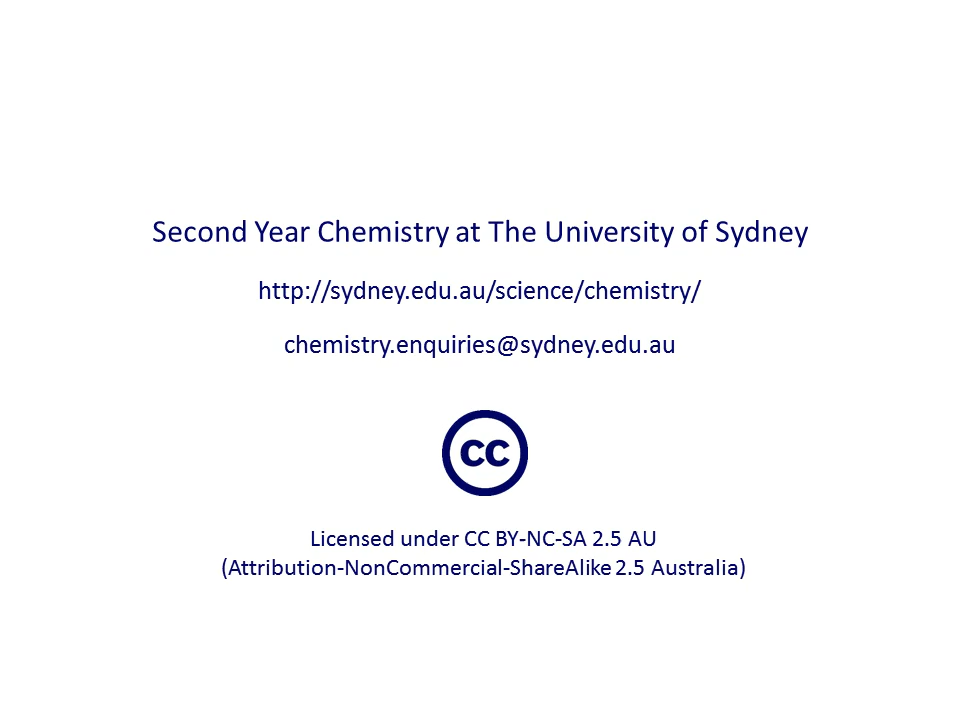 Second Year Chemistry at The University of Sydney
http://sydney.edu.au/science/chemistry/
chemistry.enquiries@sydney.edu.au
CC
Licensed under CC BY-NC-SA 2.5 AU
(Attribution-NonCommercial-ShareAlike 2.5 Australia)